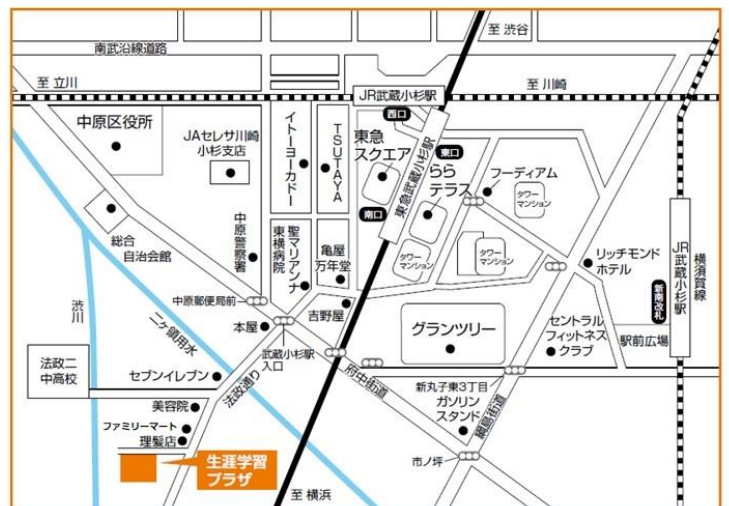 至 渋谷
南武沿線道路
至 立川
至 川崎
JR武蔵小杉駅
西口
中原区役所
JAセレサ川崎
小杉支店
イトーヨーカドー
TSUTAYA
東急
スクエア
東急武蔵小杉駅
東口
らら
テラス
フーディアム
タワー
マンション
南口
総合
自治会館
中原警察署
聖マリアンナ
東横病院
亀屋
万年堂
タワー
マンション
タワー
マンション
リッチモンド
ホテル
新南改札
JR武蔵小杉駅
横須賀線
渋川
二ケ領用水
中原郵便局前
本屋
吉野屋
武蔵小杉駅
入口
グランツリー
セントラル
フィットネス
クラブ
駅前広場
法政二
中高校
セブンイレブン
法政通り
府中街道
新丸子東3丁目
ガソリン
スタンド
綱島街道
美容院
ファミリーマート
理髪店
生涯学習
プラザ
市ノ坪
至 横浜